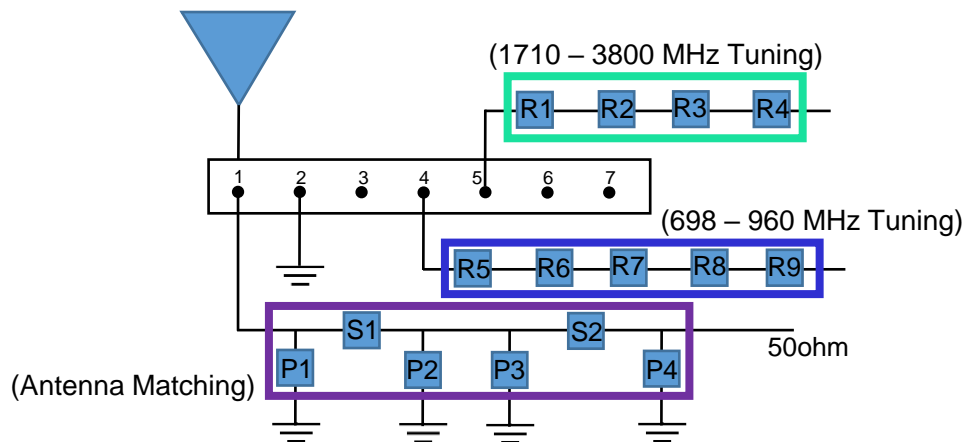 (1710 – 3800 MHz Tuning)
R1 R2 R3 R4
1 2 3 4 5 6 7
(698 – 960 MHz Tuning)
R5 R6 R7 R8 R9
S1 S2
50ohm
P1 P2 P3 P4
(Antenna Matching)